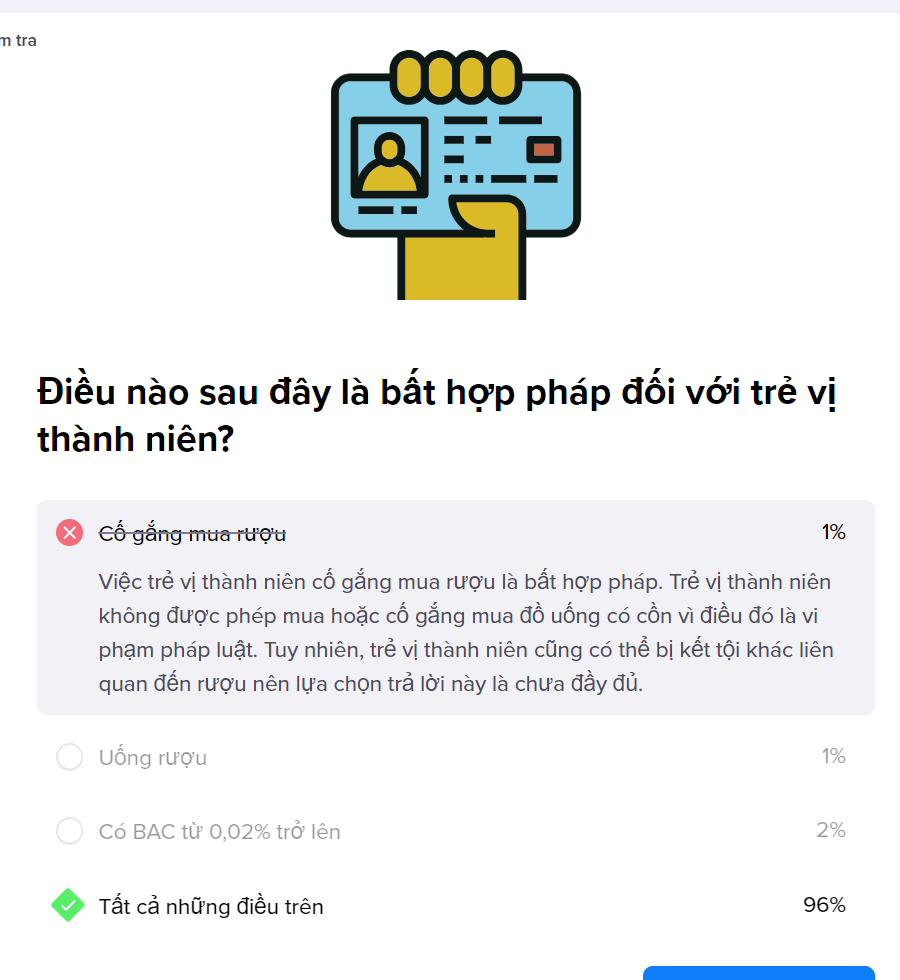 m tra
Điều nào sau đây là bất hợp pháp đối với trẻ vị
thành niên?
Cố gắng mua rượu 1%
Việc trẻ vị thành niên cố gắng mua rượu là bất hợp pháp. Trẻ vị thành niên
không được phép mua hoặc cố gắng mua đồ uống có cồn vì điều đó là vi
phạm pháp luật. Tuy nhiên, trẻ vị thành niên cũng có thể bị kết tội khác liên
quan đến rượu nên lựa chọn trả lời này là chưa đầy đủ.
Uống rượu 1%
Có BAC từ 0,02% trở lên 2%
Tất cả những điều trên 96%